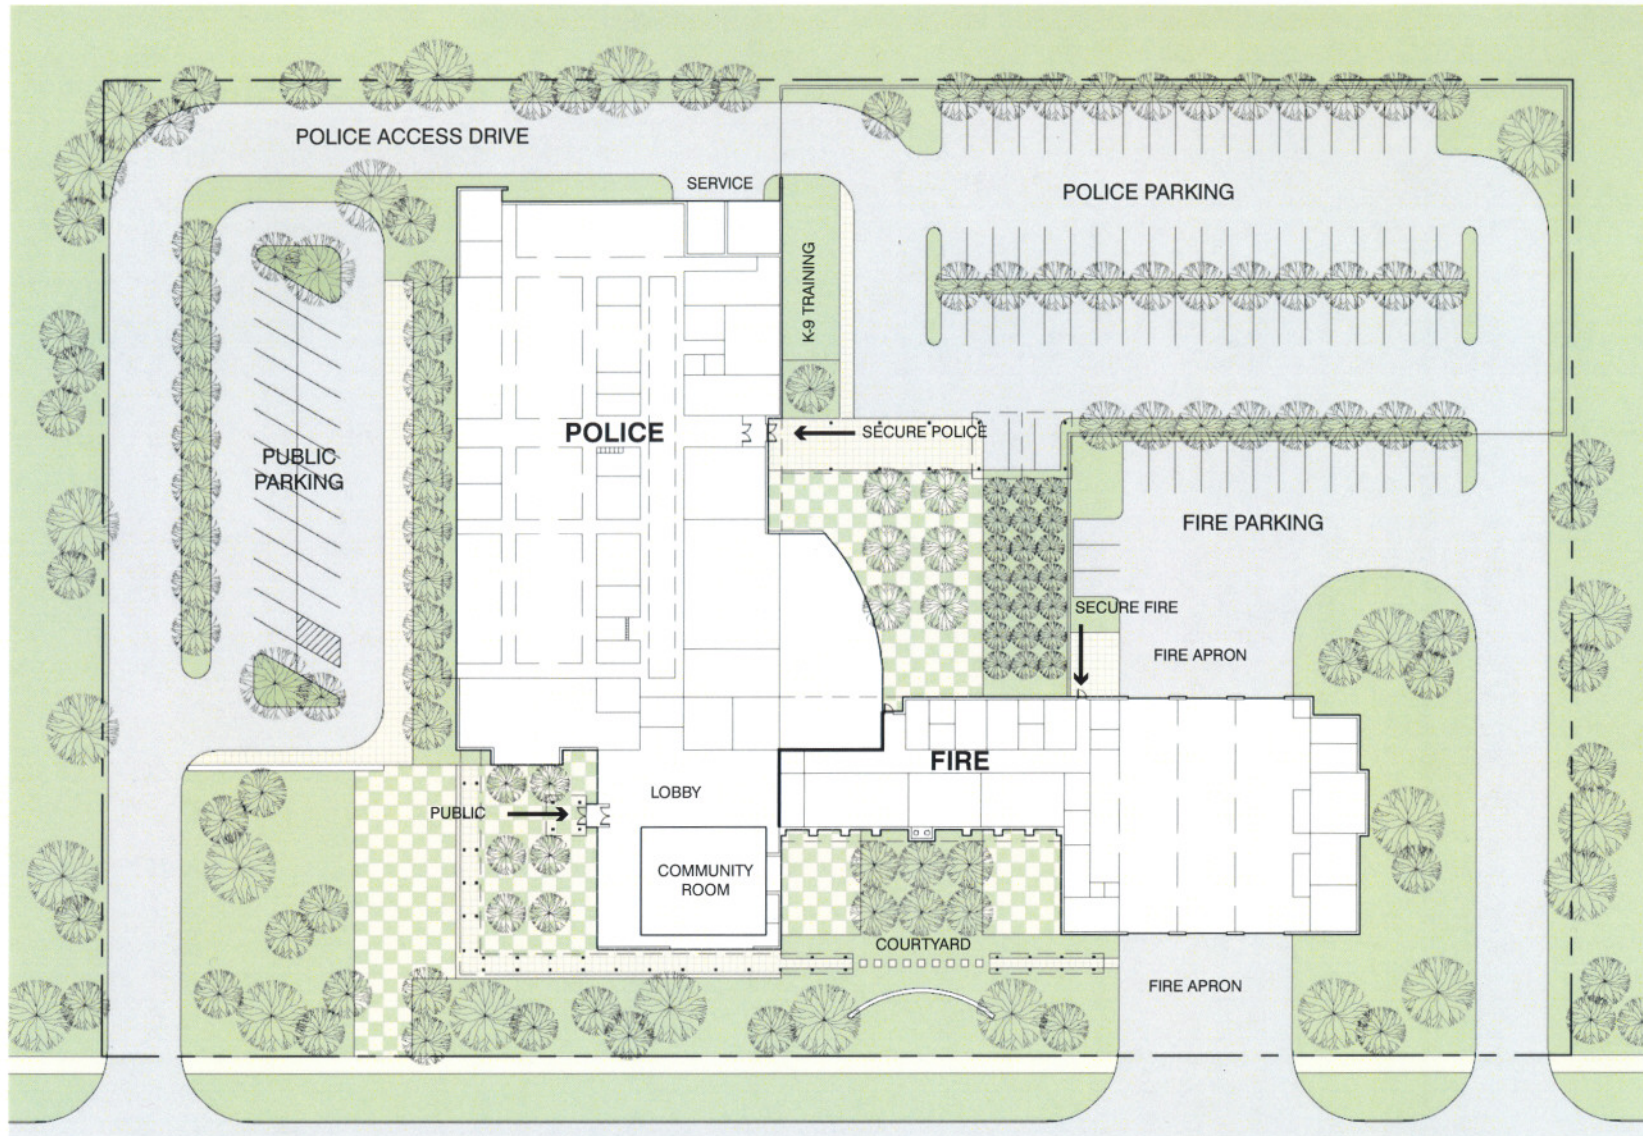 POLICE ACCESS DRIVE
SERVICE
POLICE PARKING
K-9 TRAINING
POLICE
SECURE POLICE
PUBLIC
PARKING
FIRE PARKING
SECURE FIRE
FIRE APRON
FIRE
LOBBY
PUBLIC
COMMUNITY
ROOM
COURTYARD
FIRE APRON